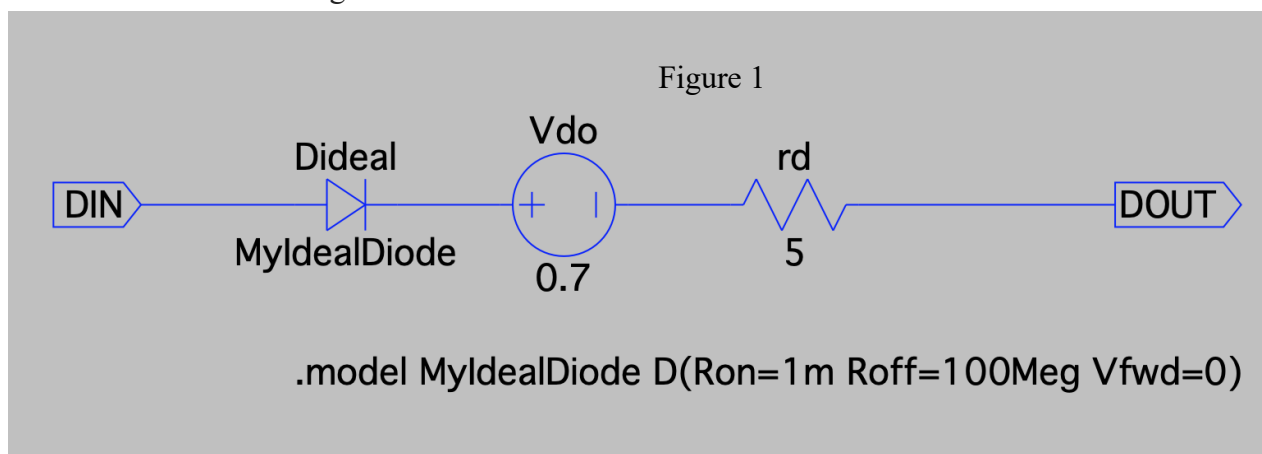 Figure 1
Vdo
Dideal
rd
DIN
+ -
DOUT
MyIdealDiode
5
0.7
.model MyIdealDiode D(Ron=1m Roff=100Meg Vfwd=0)